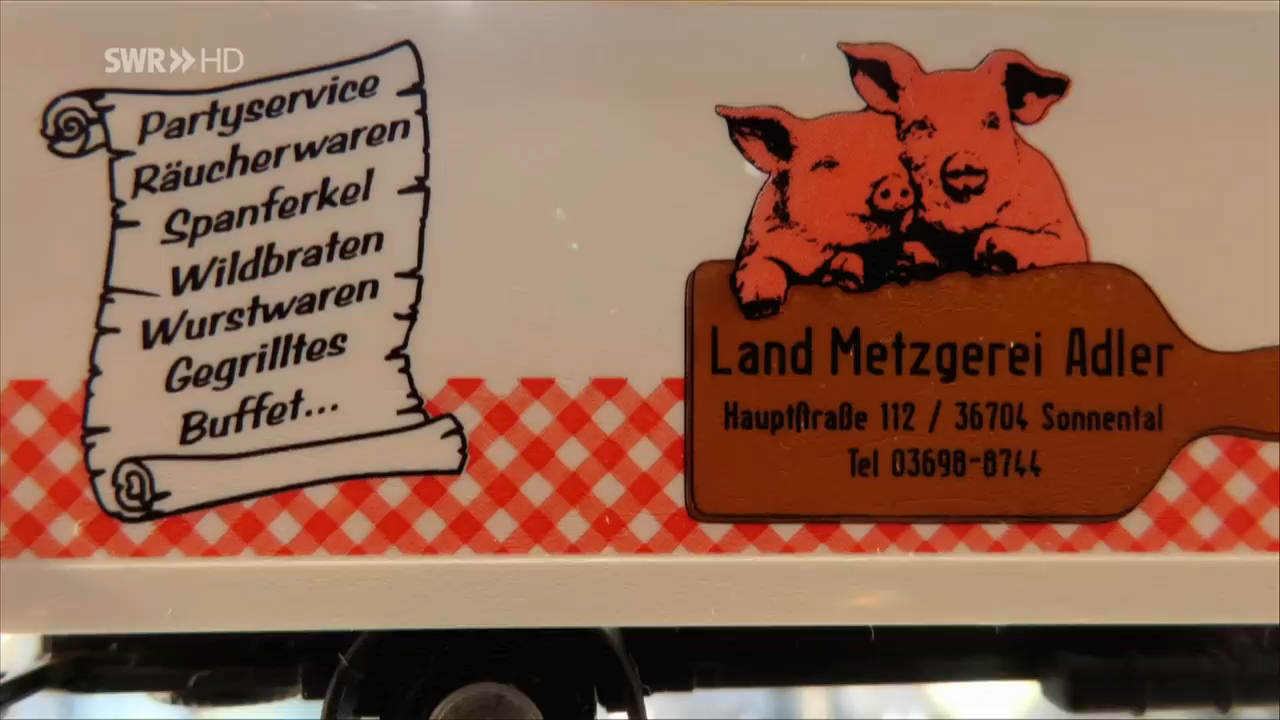 SWR>> HD
Partyservice
Räucherwaren
Spanferkel
Wildbraten
Wurstwaren
Gegrilltes
Buffet...
Land Metzgerei Adler
Hauptſtraße 112 / 36704 Sonnental
Tel 03698-8744